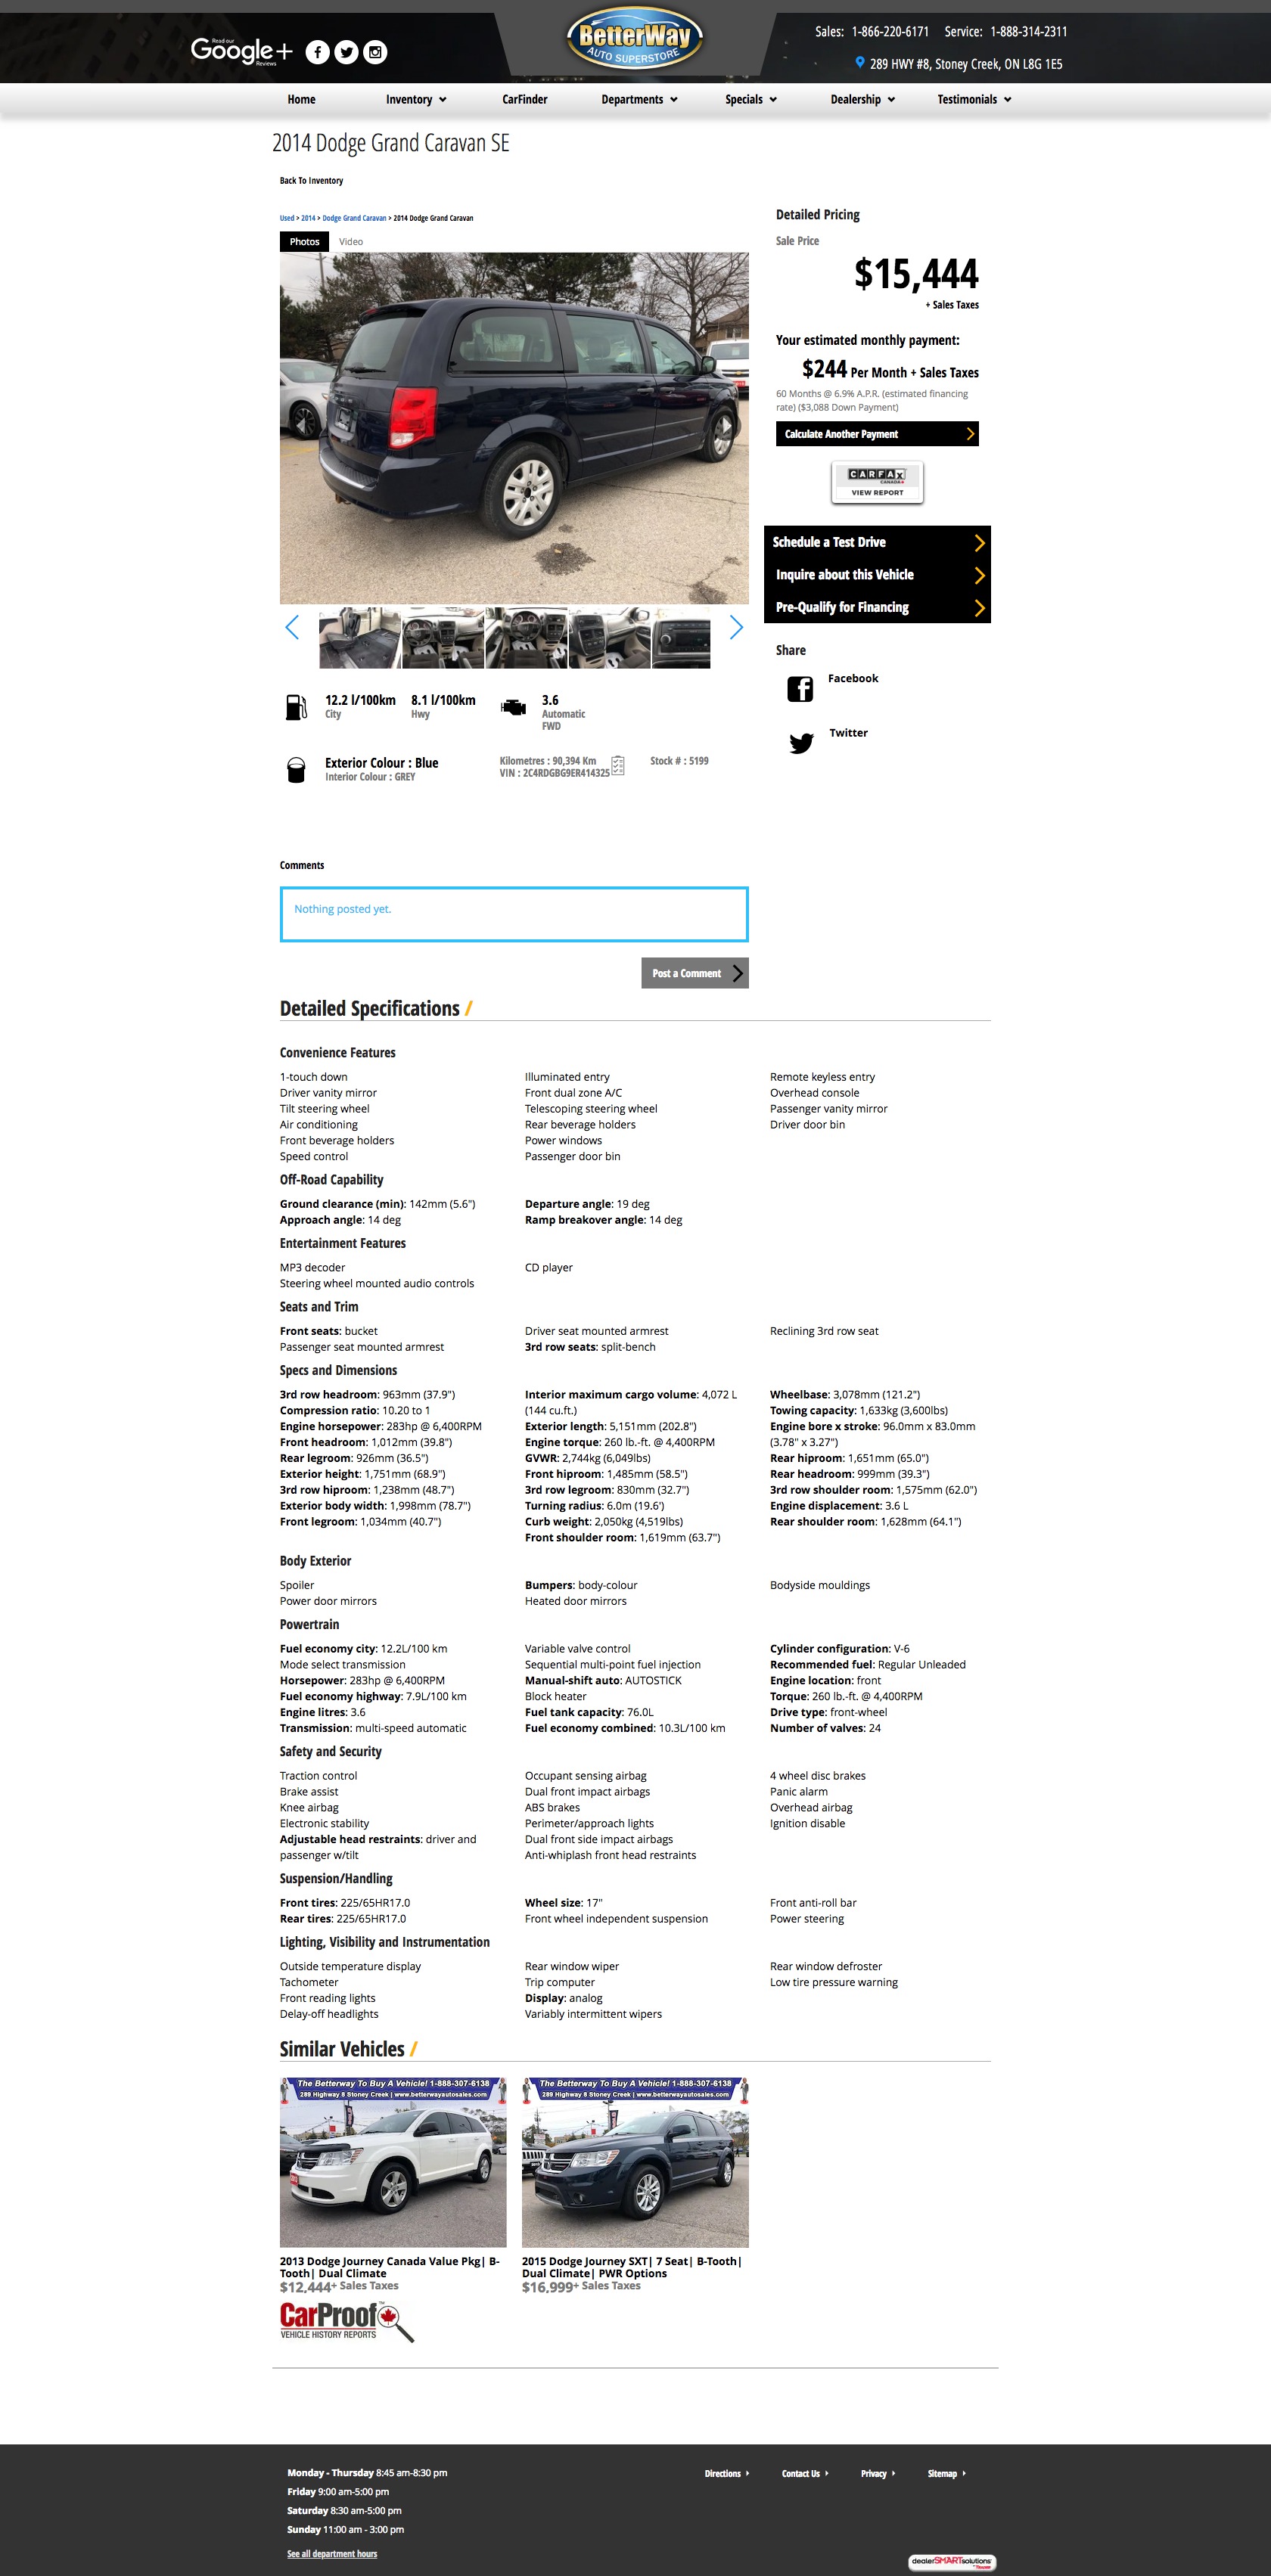 Read our
Google+
Reviews
BetterWay
AUTO SUPERSTORE
Sales: 1-866-220-6171 Service: 1-888-314-2311
289 HWY #8, Stoney Creek, ON L8G 1E5
Home Inventory CarFinder Departments Specials Dealership Testimonials
2014 Dodge Grand Caravan SE
Back To Inventory
Used > 2014 > Dodge Grand Caravan > 2014 Dodge Grand Caravan
Photos Video
Detailed Pricing
Sale Price
$15,444
+ Sales Taxes
Your estimated monthly payment:
$244 Per Month + Sales Taxes
60 Months @ 6.9% A.P.R. (estimated financing
rate) ($3,088 Down Payment)
Calculate Another Payment
CARFAX
CANADA
VIEW REPORT
Schedule a Test Drive
Inquire about this Vehicle
Pre-Qualify for Financing
Share
Facebook
Twitter
12.2 l/100km 8.1 l/100km 3.6
City Hwy Automatic
FWD
Exterior Colour : Blue
Interior Colour : GREY
Kilometres : 90,394 Km
VIN : 2C4RDGBG9ER414325
Stock # : 5199
Comments
Nothing posted yet.
Post a Comment
Detailed Specifications /
Convenience Features
1-touch down Illuminated entry Remote keyless entry
Driver vanity mirror Front dual zone A/C Overhead console
Tilt steering wheel Telescoping steering wheel Passenger vanity mirror
Air conditioning Rear beverage holders Driver door bin
Front beverage holders Power windows
Speed control Passenger door bin
Off-Road Capability
Ground clearance (min): 142mm (5.6") Departure angle: 19 deg
Approach angle: 14 deg Ramp breakover angle: 14 deg
Entertainment Features
MP3 decoder CD player
Steering wheel mounted audio controls
Seats and Trim
Front seats: bucket Driver seat mounted armrest Reclining 3rd row seat
Passenger seat mounted armrest 3rd row seats: split-bench
Specs and Dimensions
3rd row headroom: 963mm (37.9") Interior maximum cargo volume: 4,072 L Wheelbase: 3,078mm (121.2")
Compression ratio: 10.20 to 1 (144 cu.ft.) Towing capacity: 1,633kg (3,600lbs)
Engine horsepower: 283hp @ 6,400RPM Exterior length: 5,151mm (202.8") Engine bore x stroke: 96.0mm x 83.0mm
Front headroom: 1,012mm (39.8") Engine torque: 260 lb.-ft. @ 4,400RPM (3.78" x 3.27")
Rear legroom: 926mm (36.5") GVWR: 2,744kg (6,049lbs) Rear hiproom: 1,651mm (65.0")
Exterior height: 1,751mm (68.9") Front hiproom: 1,485mm (58.5") Rear headroom: 999mm (39.3")
3rd row hiproom: 1,238mm (48.7") 3rd row legroom: 830mm (32.7") 3rd row shoulder room: 1,575mm (62.0")
Exterior body width: 1,998mm (78.7") Turning radius: 6.0m (19.6') Engine displacement: 3.6 L
Front legroom: 1,034mm (40.7") Curb weight: 2,050kg (4,519lbs) Rear shoulder room: 1,628mm (64.1")
Front shoulder room: 1,619mm (63.7")
Body Exterior
Spoiler Bumpers: body-colour Bodyside mouldings
Power door mirrors Heated door mirrors
Powertrain
Fuel economy city: 12.2L/100 km Variable valve control Cylinder configuration: V-6
Mode select transmission Sequential multi-point fuel injection Recommended fuel: Regular Unleaded
Horsepower: 283hp @ 6,400RPM Manual-shift auto: AUTOSTICK Engine location: front
Fuel economy highway: 7.9L/100 km Block heater Torque: 260 lb.-ft. @ 4,400RPM
Engine litres: 3.6 Fuel tank capacity: 76.0L Drive type: front-wheel
Transmission: multi-speed automatic Fuel economy combined: 10.3L/100 km Number of valves: 24
Safety and Security
Traction control Occupant sensing airbag 4 wheel disc brakes
Brake assist Dual front impact airbags Panic alarm
Knee airbag ABS brakes Overhead airbag
Electronic stability Perimeter/approach lights Ignition disable
Adjustable head restraints: driver and Dual front side impact airbags
passenger w/tilt Anti-whiplash front head restraints
Suspension/Handling
Front tires: 225/65HR17.0 Wheel size: 17" Front anti-roll bar
Rear tires: 225/65HR17.0 Front wheel independent suspension Power steering
Lighting, Visibility and Instrumentation
Outside temperature display Rear window wiper Rear window defroster
Tachometer Trip computer Low tire pressure warning
Front reading lights Display: analog
Delay-off headlights Variably intermittent wipers
Similar Vehicles /
The Betterway To Buy A Vehicle! 1-888-307-6138
289 Highway 8 Stoney Creek | www.betterwayautosales.com
The Betterway To Buy A Vehicle! 1-888-307-6138
289 Highway 8 Stoney Creek | www.betterwayautosales.com
2013 Dodge Journey Canada Value Pkg| B-
Tooth| Dual Climate
$12,444+ Sales Taxes
2015 Dodge Journey SXT| 7 Seat| B-Tooth|
Dual Climate| PWR Options
$16,999+ Sales Taxes
CarProof™
VEHICLE HISTORY REPORTS
Monday - Thursday 8:45 am-8:30 pm
Friday 9:00 am-5:00 pm
Saturday 8:30 am-5:00 pm
Sunday 11:00 am - 3:00 pm
See all department hours
Directions Contact Us Privacy Sitemap
dealerSMARTsolutions